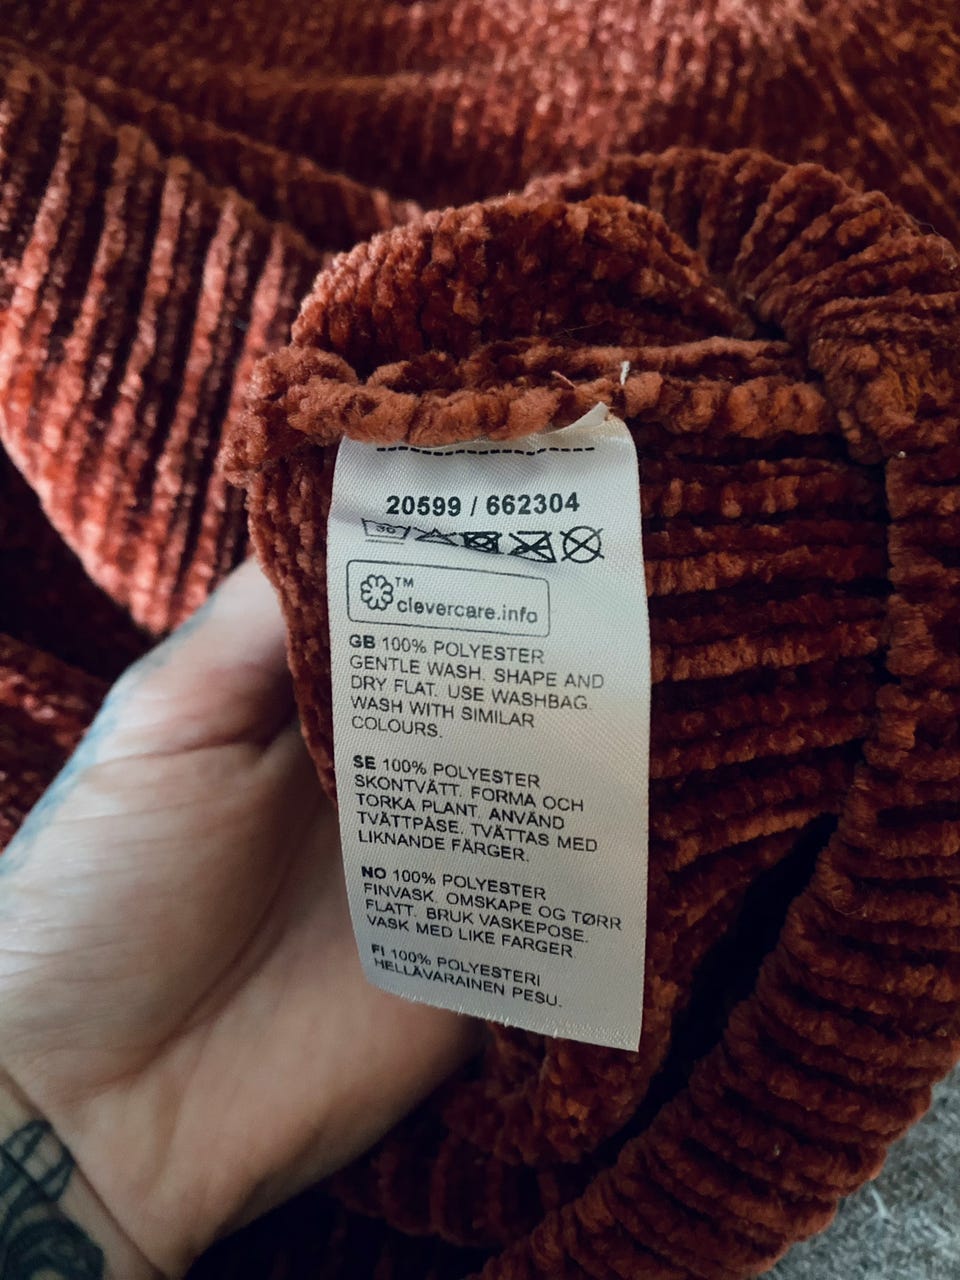 20599 / 662304
30
™
clevercare.info
GB 100% POLYESTER
GENTLE WASH. SHAPE AND
DRY FLAT. USE WASHBAG.
WASH WITH SIMILAR
COLOURS.
SE 100% POLYESTER
SKONTVÄTT. FORMA OCH
TORKA PLANT. ANVÄND
TVÄTTPÅSE. TVÄTTAS MED
LIKNANDE FÄRGER.
NO 100% POLYESTER
FINVASK. OMSKAPE OG TØRR
FLATT. BRUK VASKEPOSE.
VASK MED LIKE FARGER.
FI 100% POLYESTERI
HELLÄVARAINEN PESU.